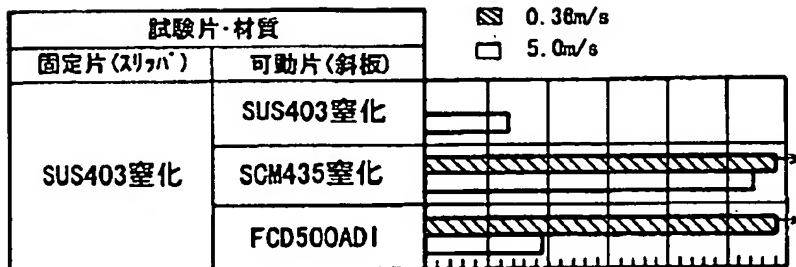 試験片・材質
固定片(スリッパ) 可動片(斜板)
0.36m/s
5.0m/s
SUS403窒化
SUS403窒化
SCM435窒化
FCD500ADI